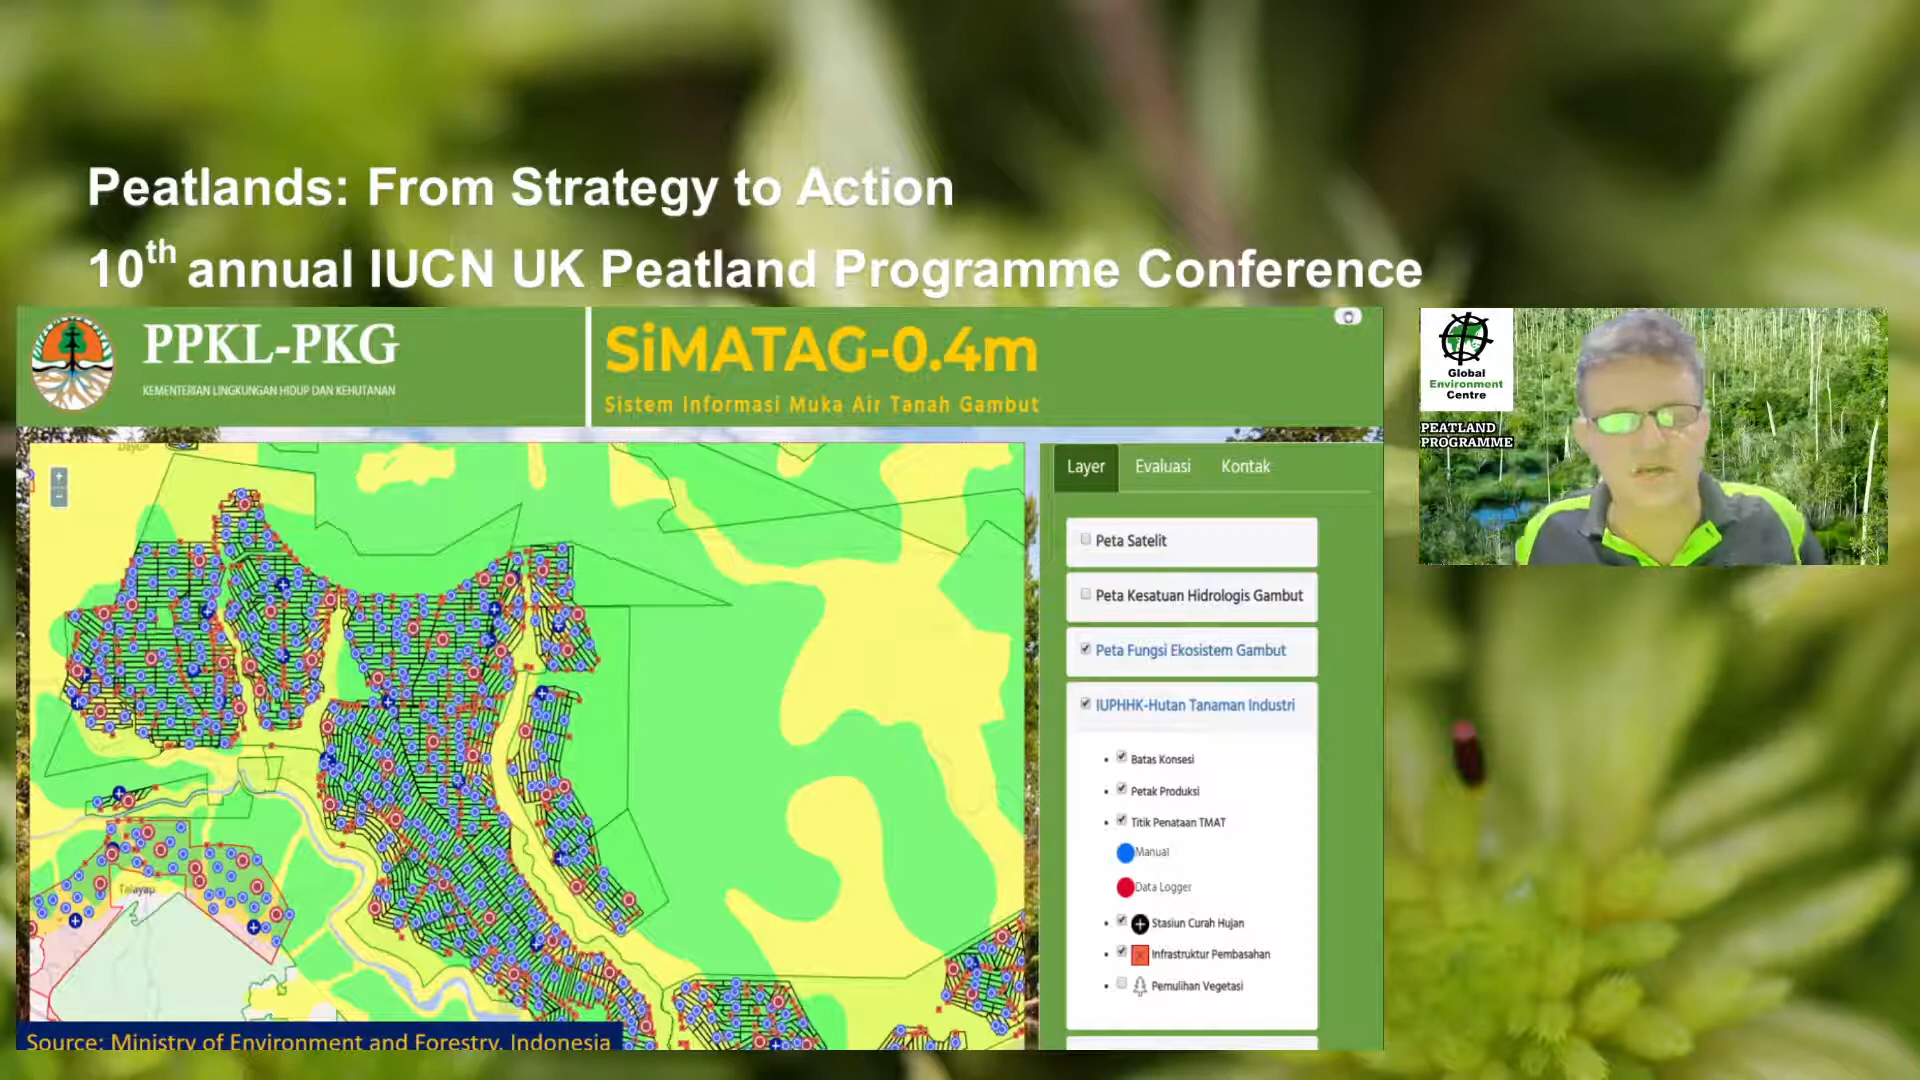 Peatlands: From Strategy to Action
10th annual IUCN UK Peatland Programme Conference
PPKL-PKG
KEMENTERIAN LINGKUNGAN HIDUP DAN KEHUTANAN
SiMATAG-0.4m
Sistem Informasi Muka Air Tanah Gambut
Global
Environment
Centre
PEATLAND
PROGRAMME
Layer Evaluasi Kontak
Peta Satelit
Peta Kesatuan Hidrologis Gambut
Peta Fungsi Ekosistem Gambut
IUPHHK-Hutan Tanaman Industri
Batas Konsesi
Petak Produksi
Titik Penataan TMAT
Manual
Data Logger
Stasiun Curah Hujan
Infrastruktur Pembasahan
Pemulihan Vegetasi
Talayap
Source: Ministry of Environment and Forestry, Indonesia